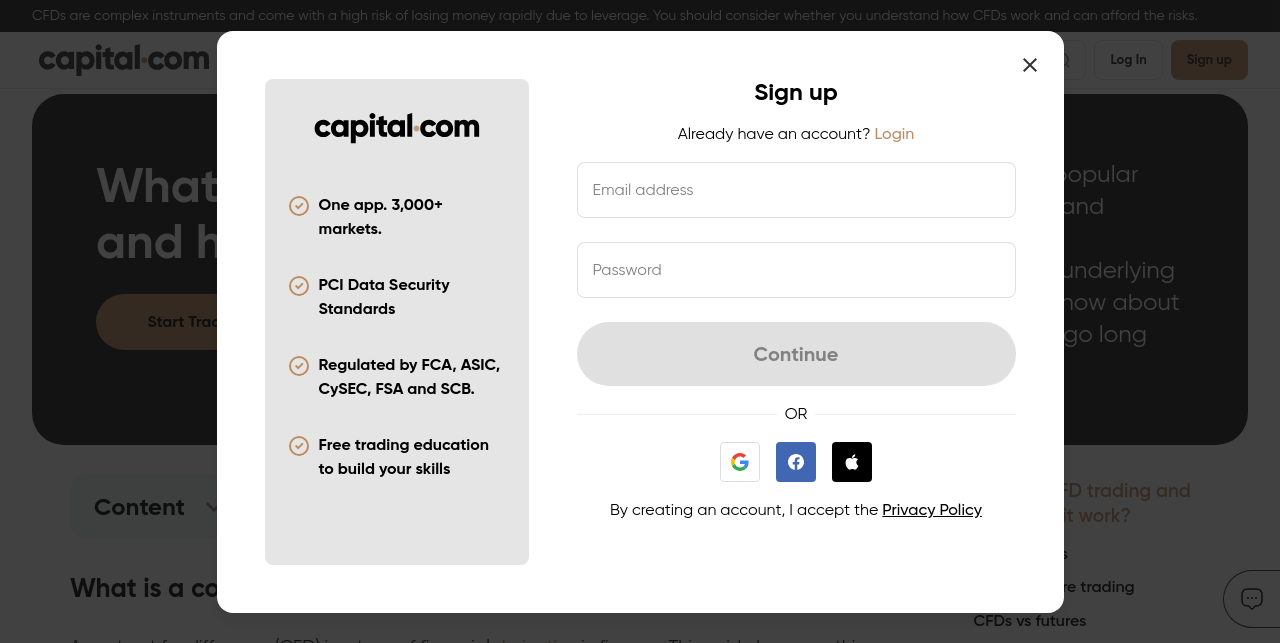 CFDs are complex instruments and come with a high risk of losing money rapidly due to leverage. You should consider whether you understand how CFDs work and can afford the risks.
capital.com
Log In
Sign up
What
and h
Start Trad
popular
and
underlying
now about
go long
capital.com
One app. 3,000+
markets.
PCI Data Security
Standards
Regulated by FCA, ASIC,
CySEC, FSA and SCB.
Free trading education
to build your skills
Sign up
Already have an account? Login
Email address
Password
Continue
OR
By creating an account, I accept the Privacy Policy
Content
What is a co
FD trading and
it work?
re trading
CFDs vs futures